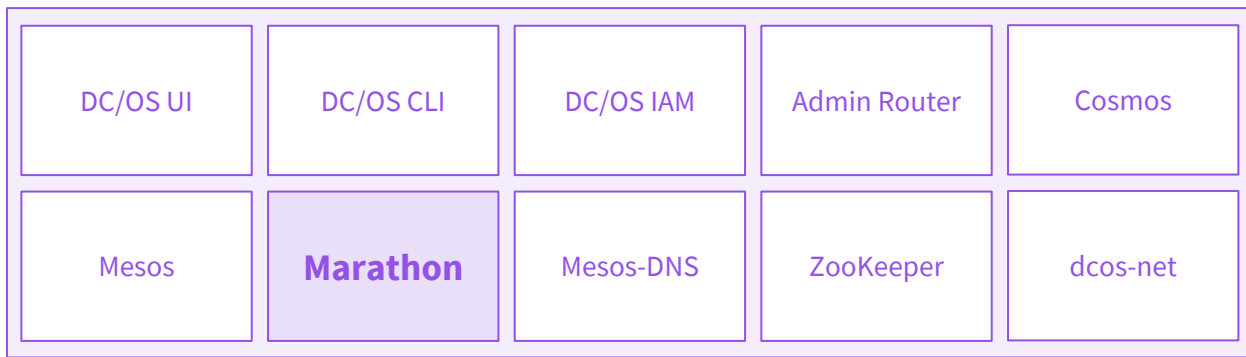 DC/OS UI
DC/OS CLI
DC/OS IAM
Admin Router
Cosmos
Mesos
Marathon
Mesos-DNS
ZooKeeper
dcos-net